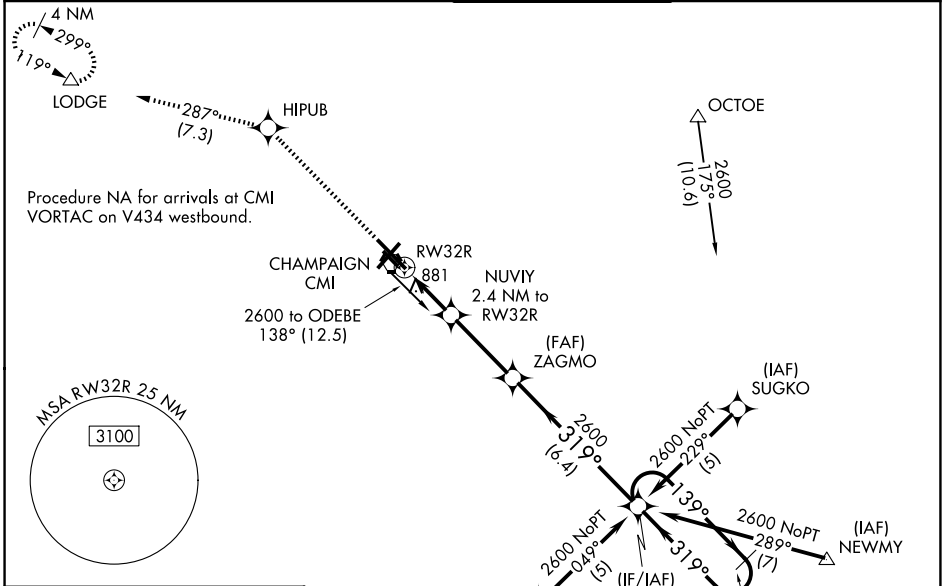 4 NM
299°
119°
LODGE
287°
(7.3)
HIPUB
OCTOE
2600
175°
(10.6)
Procedure NA for arrivals at CMI
VORTAC on V434 westbound.
CHAMPAIGN
CMI
RW32R
881
NUVIY
2.4 NM to
RW32R
2600 to ODEBE
138° (12.5)
(FAF)
ZAGMO
(IAF)
SUGKO
MSA RW32R 25 NM
3100
2600
319°
(6.4)
2600 NoPT
229°
(5)
139°
2600 NoPT
289°
(7)
(IAF)
NEWMY
2600 NoPT
049°
(5)
319°
(IF/IAF)